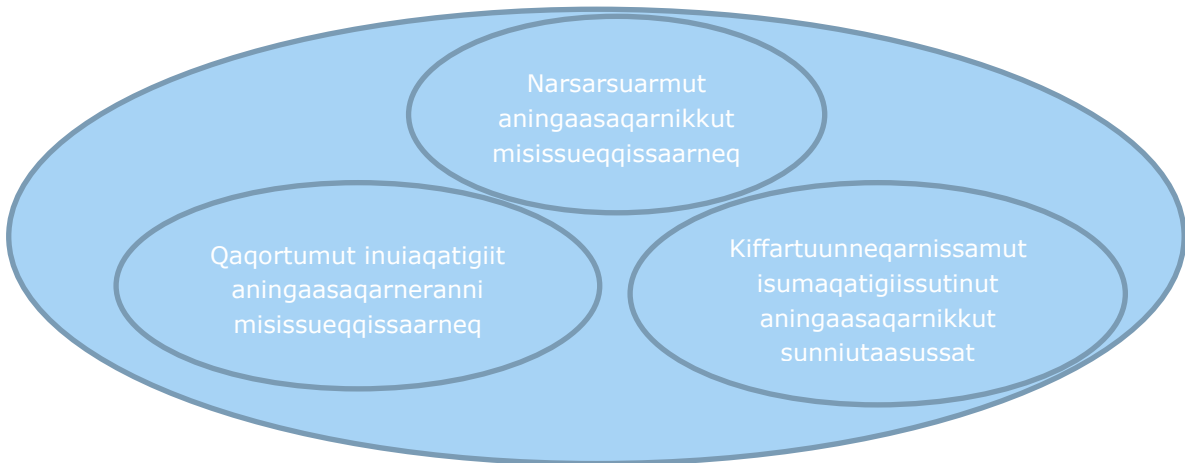 Narsarsuarmut
aningaasaqarnikkut
misissueqqissaarneq
Qaqortumut inuiaqatigiit
aningaasaqarneranni
misissueqqissaarneq
Kiffartuunneqarnissamut
isumaqatigiissutinut
aningaasaqarnikkut
sunniutaasussat